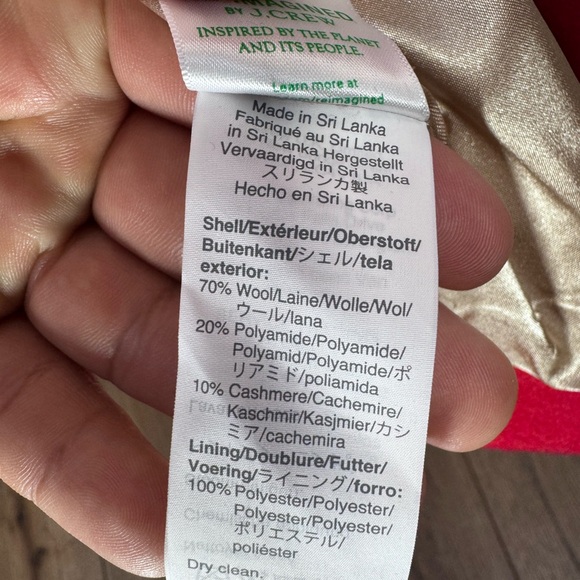 IMAGINED
BY J.CREW
INSPIRED BY THE PLANET
AND ITS PEOPLE.
Learn more at
/reimagined
Made in Sri Lanka
Fabriqué au Sri Lanka
in Sri Lanka Hergestellt
Vervaardigd in Sri Lanka
スリランカ製
Hecho en Sri Lanka
Shell/Extérieur/Oberstoff/
Buitenkant/シェル/tela
exterior:
70% Wool/Laine/Wolle/Wol/
ウール/lana
20% Polyamide/Polyamide/
Polyamid/Polyamide/ポ
リアミド/poliamida
10% Cashmere/Cachemire/
Kaschmir/Kasjmier/カシ
ミア/cachemira
Lining/Doublure/Futter/
Voering/ライニング/forro:
100% Polyester/Polyester/
Polyester/Polyester/
ポリエステル/
poliéster
Dry clean.